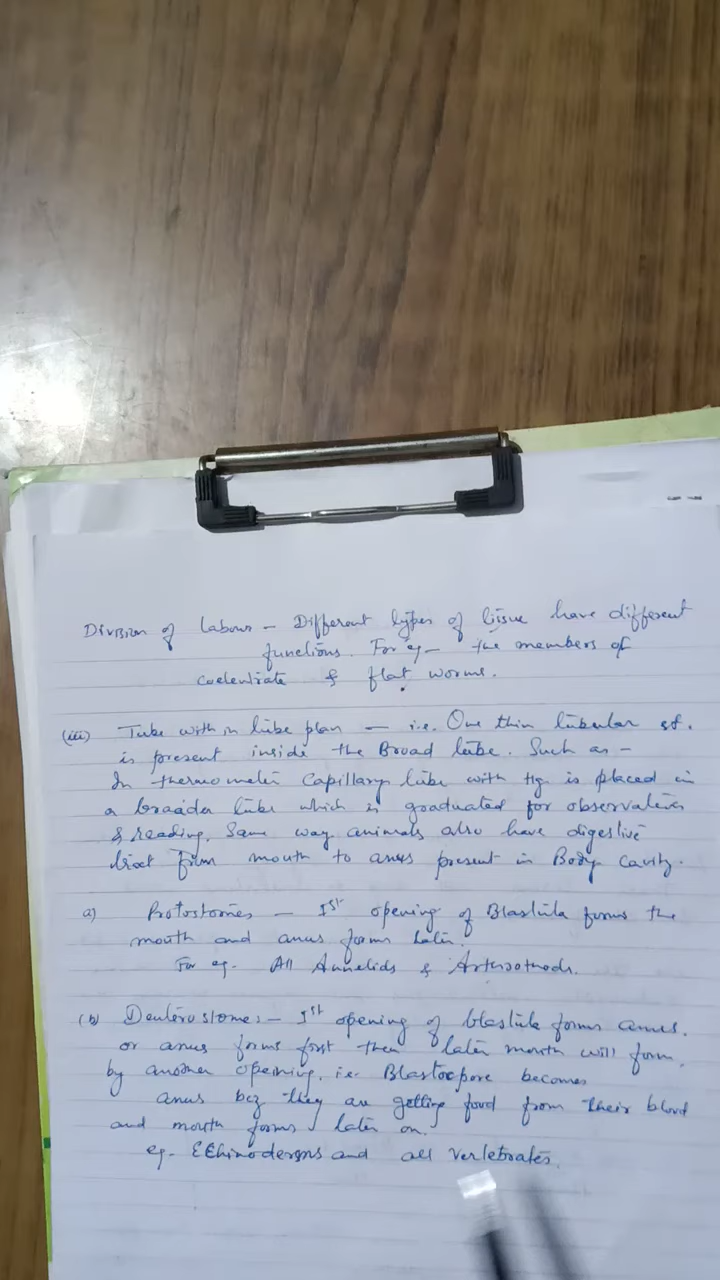 Division of labour - Different types of tissue have different
functions. For eg - the members of
coelentrate & flat worms.
(iii) Tube with in tube plan - i.e. One thin tubular st.
is present inside the Broad tube. Such as -
In thermometer Capillary tube with Hg is placed in
a broader tube which is graduated for observation
& reading. Same way animals also have digestive
tract from mouth to anus present in Body cavity.
a) Protostomes - Ist opening of Blastula forms the
mouth and anus forms later.
For eg. All Annelids & Arthropods.
(b) Deuterostomes - Ist opening of blastula forms anus.
or anus forms first then later mouth will form
by another opening. i.e. Blastocpore becomes
anus bcz they are getting food from their blood
and mouth forms later on.
eg. EChinoderms and all vertebrates.